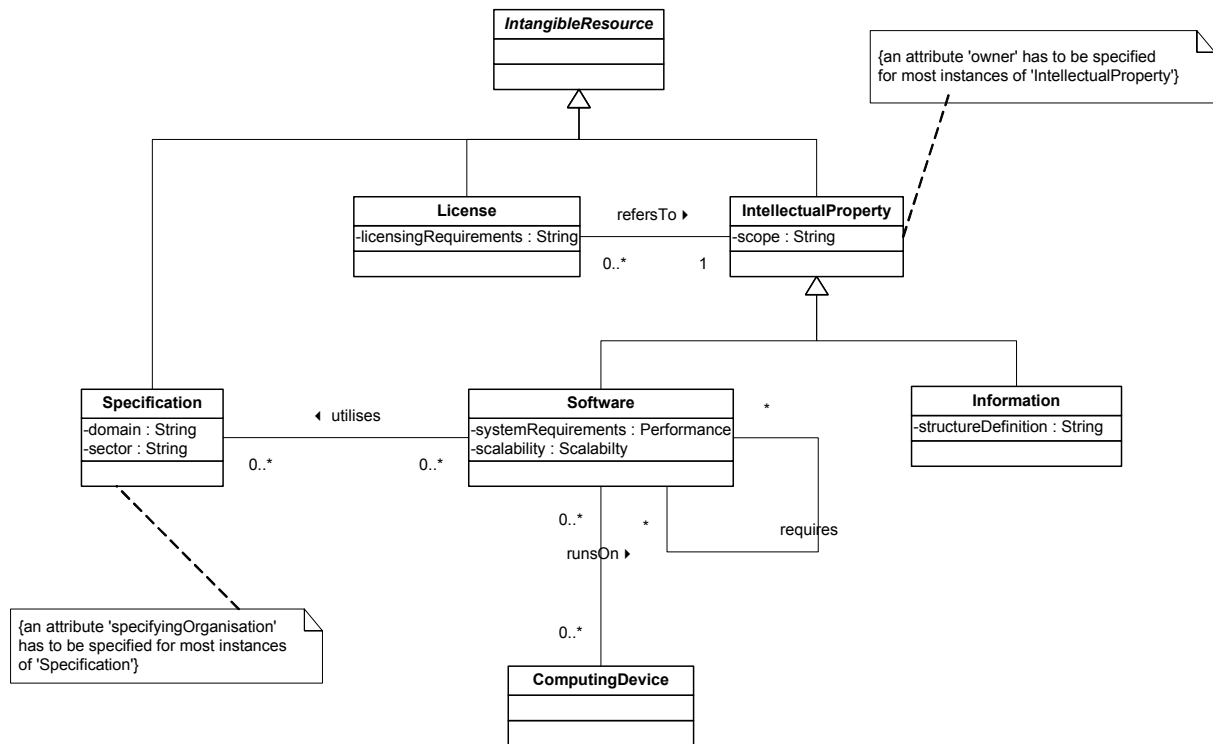 IntangibleResource
{an attribute 'owner' has to be specified
for most instances of 'IntellectualProperty'}
License
-licensingRequirements : String
refersTo
0..*
1
IntellectualProperty
-scope : String
Specification
-domain : String
-sector : String
utilises
0..*
0..*
Software
-systemRequirements : Performance
-scalability : Scalabilty
*
*
requires
Information
-structureDefinition : String
0..*
runsOn
0..*
{an attribute 'specifyingOrganisation'
has to be specified for most instances
of 'Specification'}
ComputingDevice